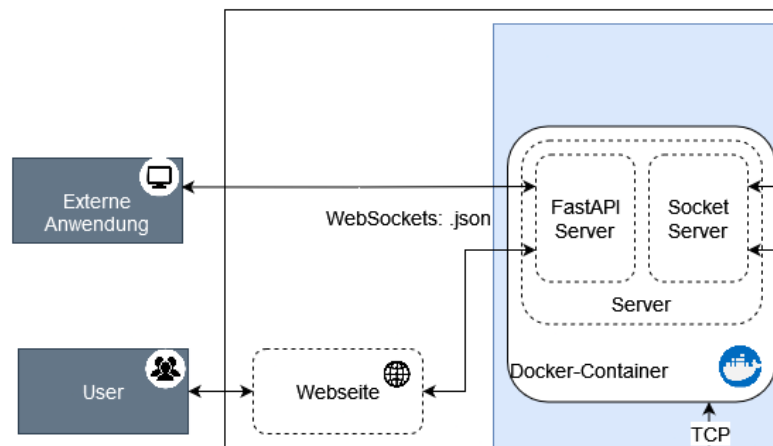 Externe
Anwendung
WebSockets: .json
FastAPI
Server
Socket
Server
Server
User
Webseite
Docker-Container
TCP